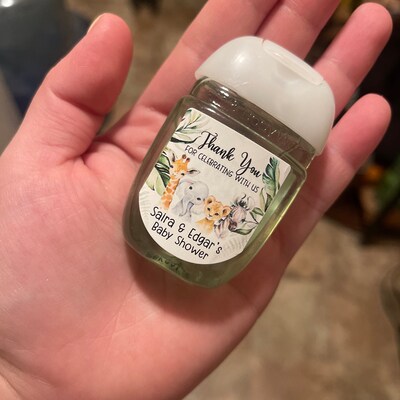 Thank You
FOR CELEBRATING WITH US
Saira & Edgar's
Baby Shower